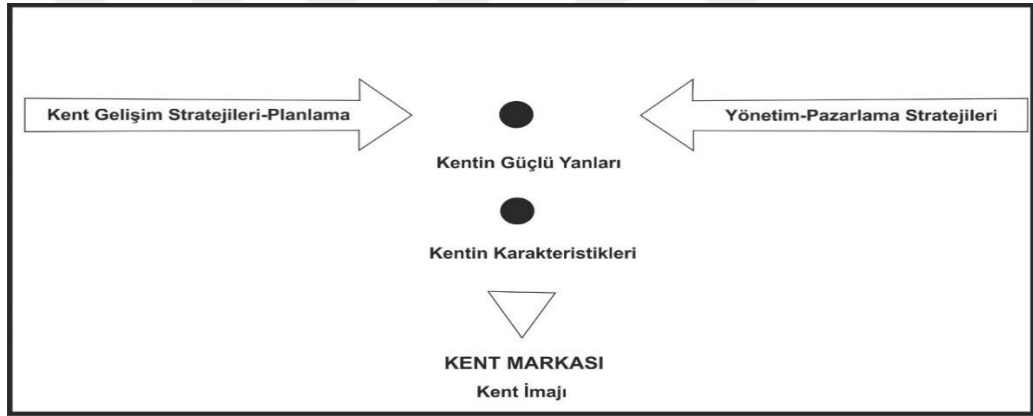 Kent Gelişim Stratejileri-Planlama
Yönetim-Pazarlama Stratejileri
Kentin Güçlü Yanları
Kentin Karakteristikleri
KENT MARKASI
Kent İmajı